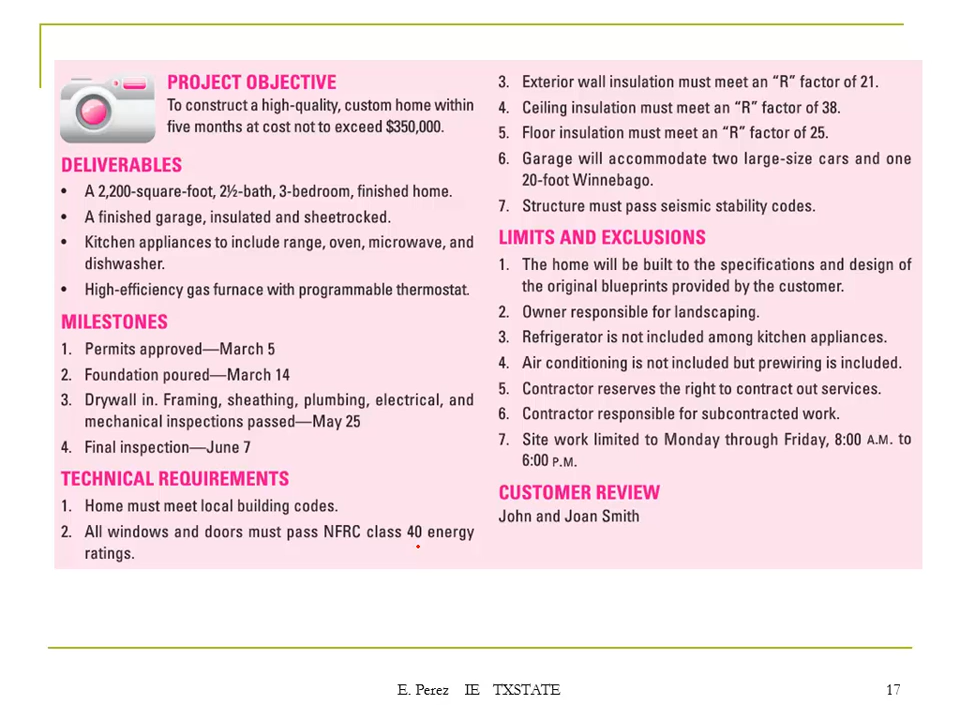 PROJECT OBJECTIVE
To construct a high-quality, custom home within
five months at cost not to exceed $350,000.
DELIVERABLES
• A 2,200-square-foot, 2½-bath, 3-bedroom, finished home.
• A finished garage, insulated and sheetrocked.
• Kitchen appliances to include range, oven, microwave, and
dishwasher.
• High-efficiency gas furnace with programmable thermostat.
MILESTONES
1. Permits approved—March 5
2. Foundation poured—March 14
3. Drywall in. Framing, sheathing, plumbing, electrical, and
mechanical inspections passed—May 25
4. Final inspection—June 7
TECHNICAL REQUIREMENTS
1. Home must meet local building codes.
2. All windows and doors must pass NFRC class 40 energy
ratings.
3. Exterior wall insulation must meet an “R” factor of 21.
4. Ceiling insulation must meet an “R” factor of 38.
5. Floor insulation must meet an “R” factor of 25.
6. Garage will accommodate two large-size cars and one
20-foot Winnebago.
7. Structure must pass seismic stability codes.
LIMITS AND EXCLUSIONS
1. The home will be built to the specifications and design of
the original blueprints provided by the customer.
2. Owner responsible for landscaping.
3. Refrigerator is not included among kitchen appliances.
4. Air conditioning is not included but prewiring is included.
5. Contractor reserves the right to contract out services.
6. Contractor responsible for subcontracted work.
7. Site work limited to Monday through Friday, 8:00 A.M. to
6:00 P.M.
CUSTOMER REVIEW
John and Joan Smith
E. Perez IE TXSTATE
17